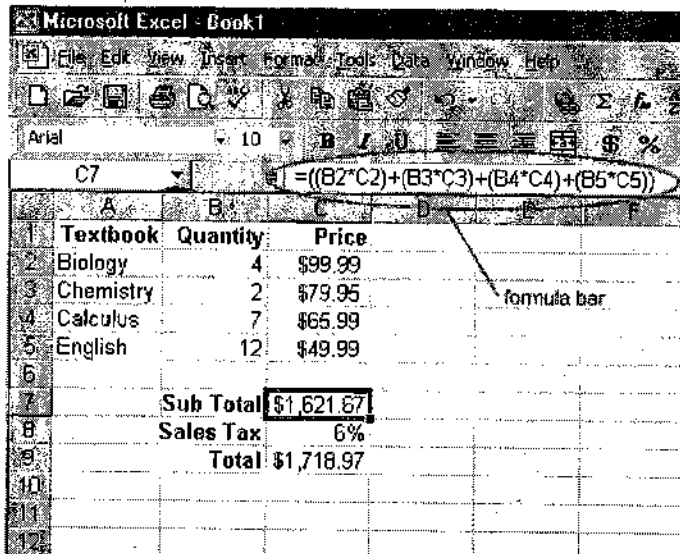 Microsoft Excel - Book1
File Edit View Insert Format Tools Data Window Help
Arial 10 B I U $ %
C7 = =((B2*C2)+(B3*C3)+(B4*C4)+(B5*C5))
A B C D E F
1 Textbook Quantity Price
2 Biology 4 $99.99
3 Chemistry 2 $79.95
formula bar
4 Calculus 7 $65.99
5 English 12 $49.99
6
7 Sub Total $1,621.67
8 Sales Tax 6%
9 Total $1,718.97
10
11
12